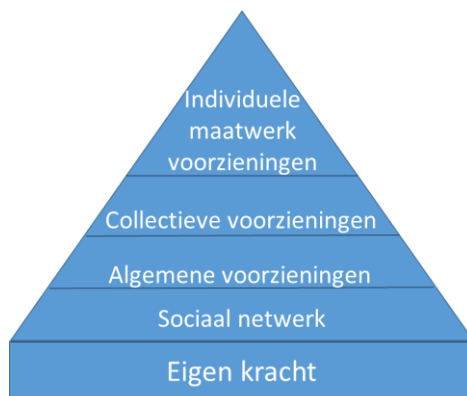 Individuele
maatwerk
voorzieningen
Collectieve voorzieningen
Algemene voorzieningen
Sociaal netwerk
Eigen kracht